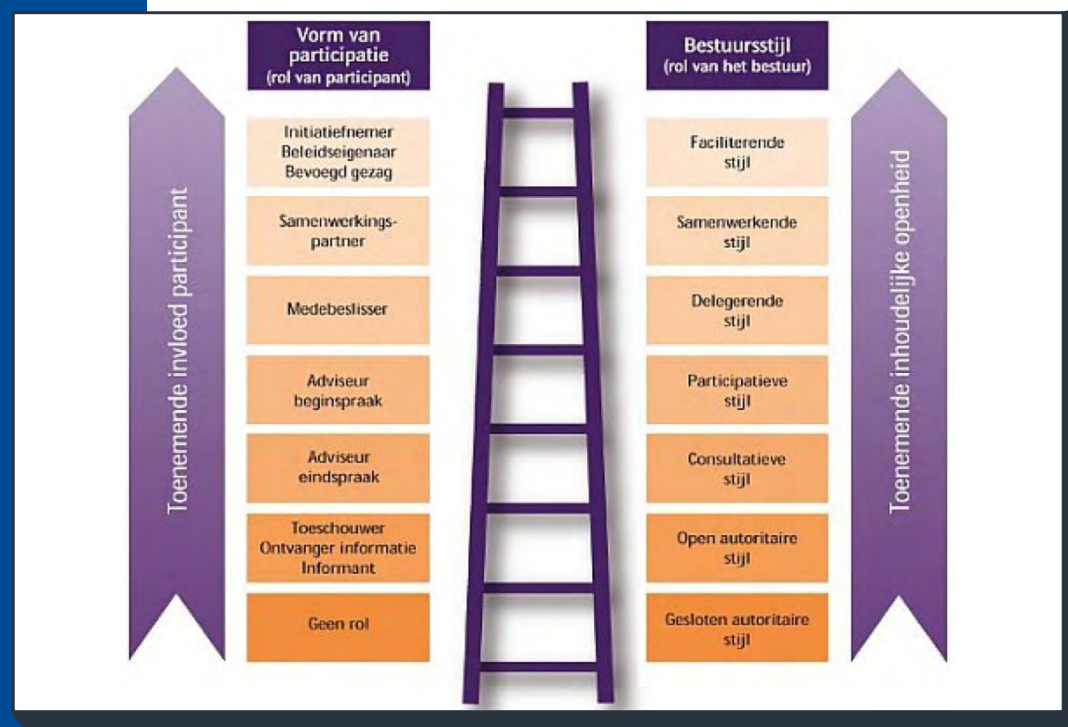 Vorm van
participatie
(rol van participant)
Bestuursstijl
(rol van het bestuur)
Toenemende invloed participant
Initiatiefnemer
Beleidseigenaar
Bevoegd gezag
Faciliterende
stijl
Samenwerkings-
partner
Samenwerkende
stijl
Medebeslisser
Delegerende
stijl
Adviseur
beginspraak
Participatieve
stijl
Adviseur
eindspraak
Consultatieve
stijl
Toeschouwer
Ontvanger informatie
Informant
Open autoritaire
stijl
Geen rol
Gesloten autoritaire
stijl
Toenemende inhoudelijke openheid